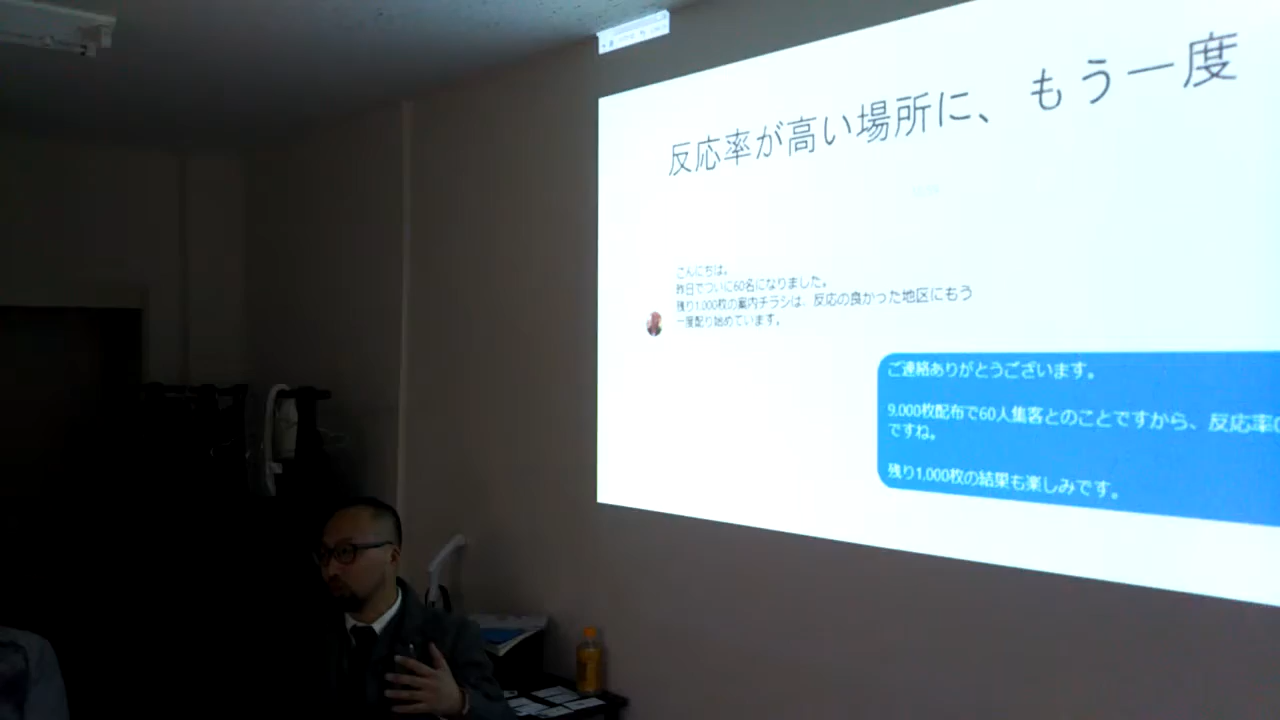 反応率が高い場所に、もう一度
こんにちは。
昨日でついに60名になりました。
残り1,000枚の案内チラシは、反応の良かった地区にもう
一度配り始めています。
ご連絡ありがとうございます。
9,000枚配布で60人集客とのことですから、反応率
ですね。
残り1,000枚の結果も楽しみです。